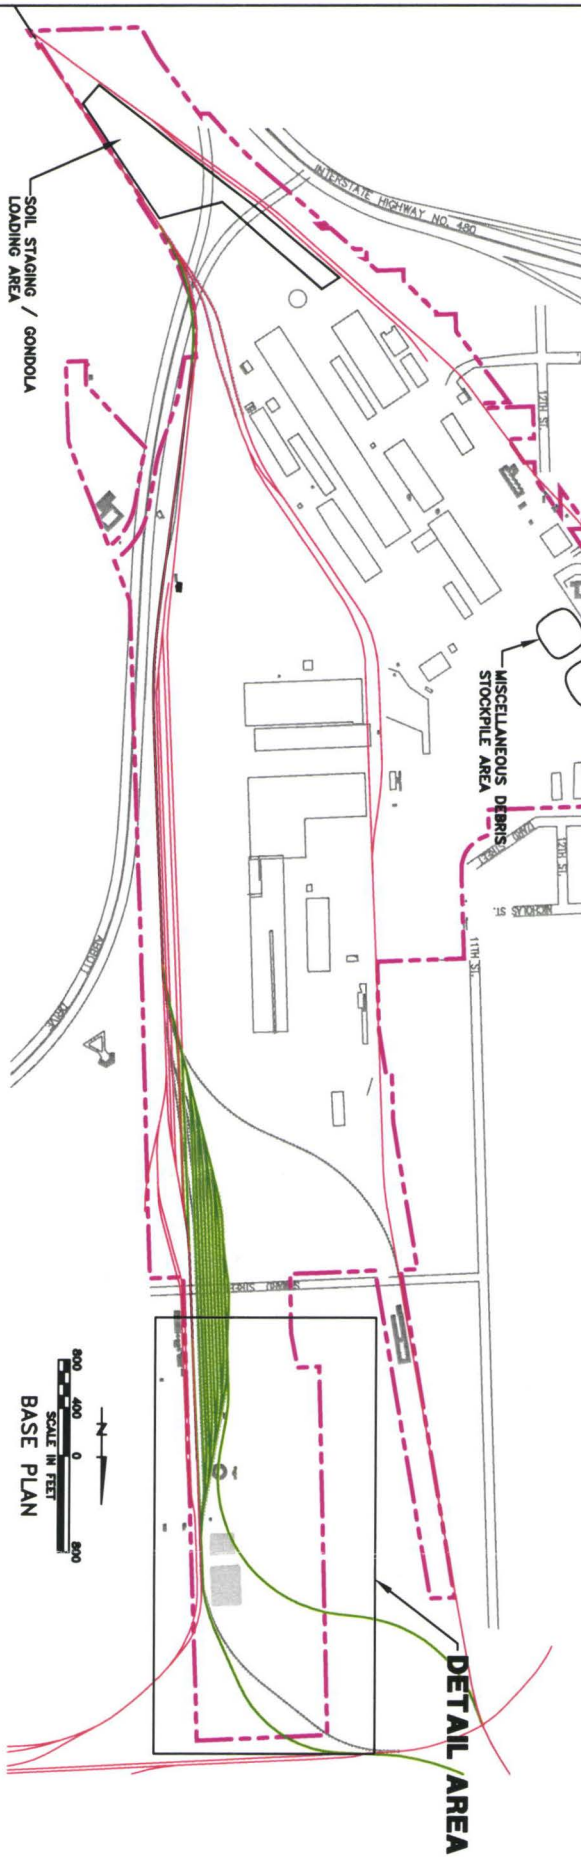 INTERSTATE HIGHWAY NO. 480
SOIL STAGING / GONDOLA
LOADING AREA
12TH ST.
MISCELLANEOUS DEBRIS
STOCKPILE AREA
12TH ST.
NICHOLAS ST.
11TH ST.
ABBOTT
DRIVE
SEWARD STREET
DETAIL AREA
N
800 400 0 800
SCALE IN FEET
BASE PLAN